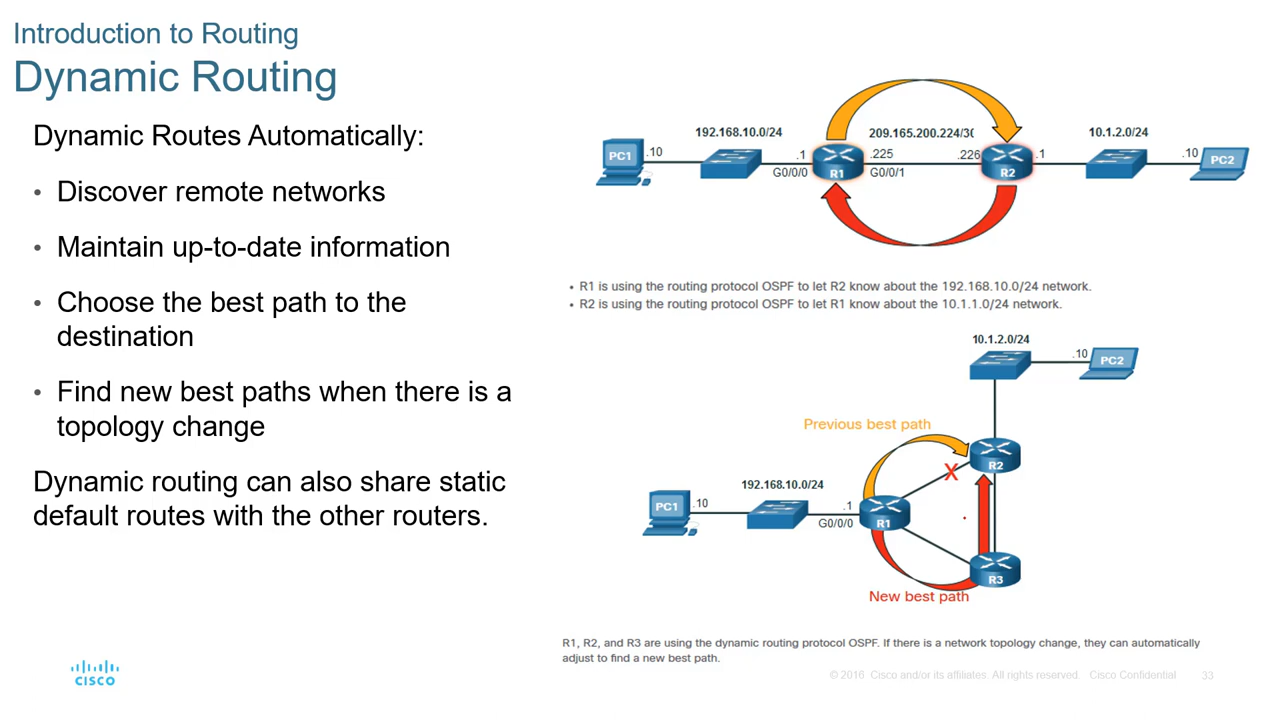 Introduction to Routing
Dynamic Routing
Dynamic Routes Automatically:
• Discover remote networks
• Maintain up-to-date information
• Choose the best path to the
destination
• Find new best paths when there is a
topology change
Dynamic routing can also share static
default routes with the other routers.
192.168.10.0/24
209.165.200.224/30
10.1.2.0/24
PC1
.10
.1
G0/0/0
R1
.225
G0/0/1
.226
R2
.1
.10
PC2
• R1 is using the routing protocol OSPF to let R2 know about the 192.168.10.0/24 network.
• R2 is using the routing protocol OSPF to let R1 know about the 10.1.1.0/24 network.
10.1.2.0/24
.10
PC2
Previous best path
R2
X
192.168.10.0/24
PC1
.10
.1
G0/0/0
R1
R3
New best path
R1, R2, and R3 are using the dynamic routing protocol OSPF. If there is a network topology change, they can automatically
adjust to find a new best path.
CISCO
© 2016 Cisco and/or its affiliates. All rights reserved. Cisco Confidential
33